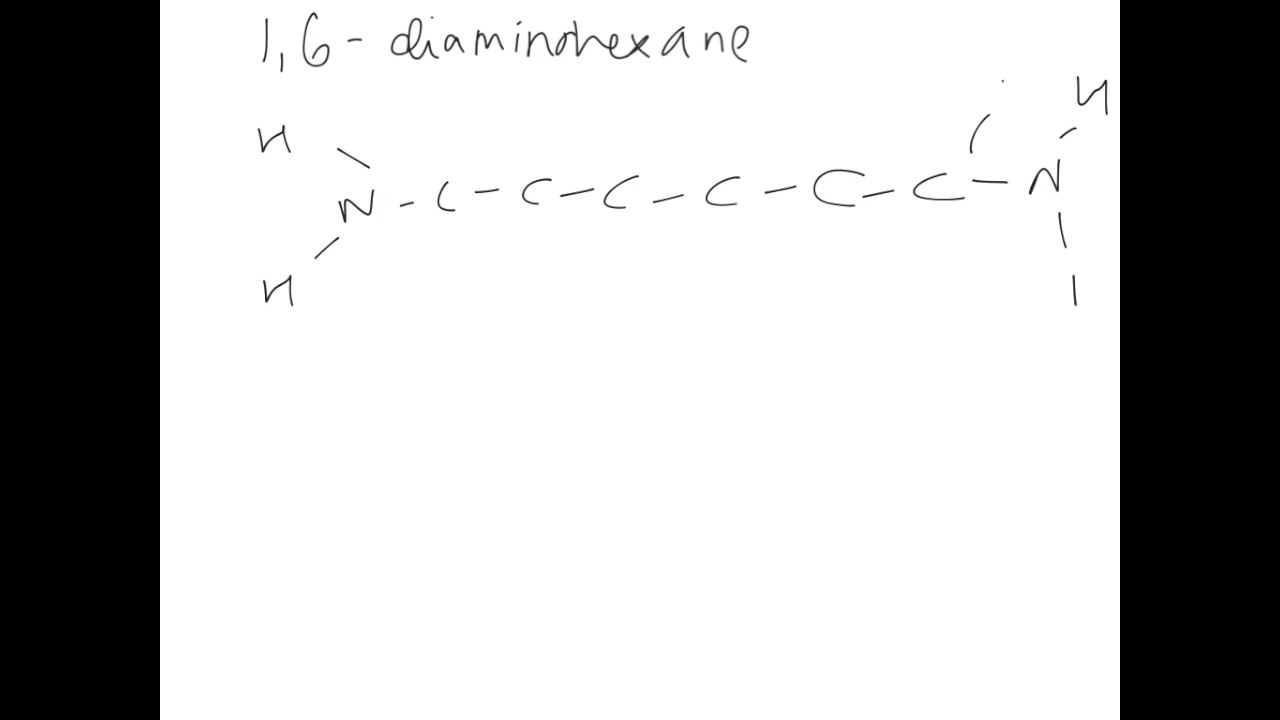 1,6 - diaminohexane
H H
N - C - C - C - C - C - C - N
H